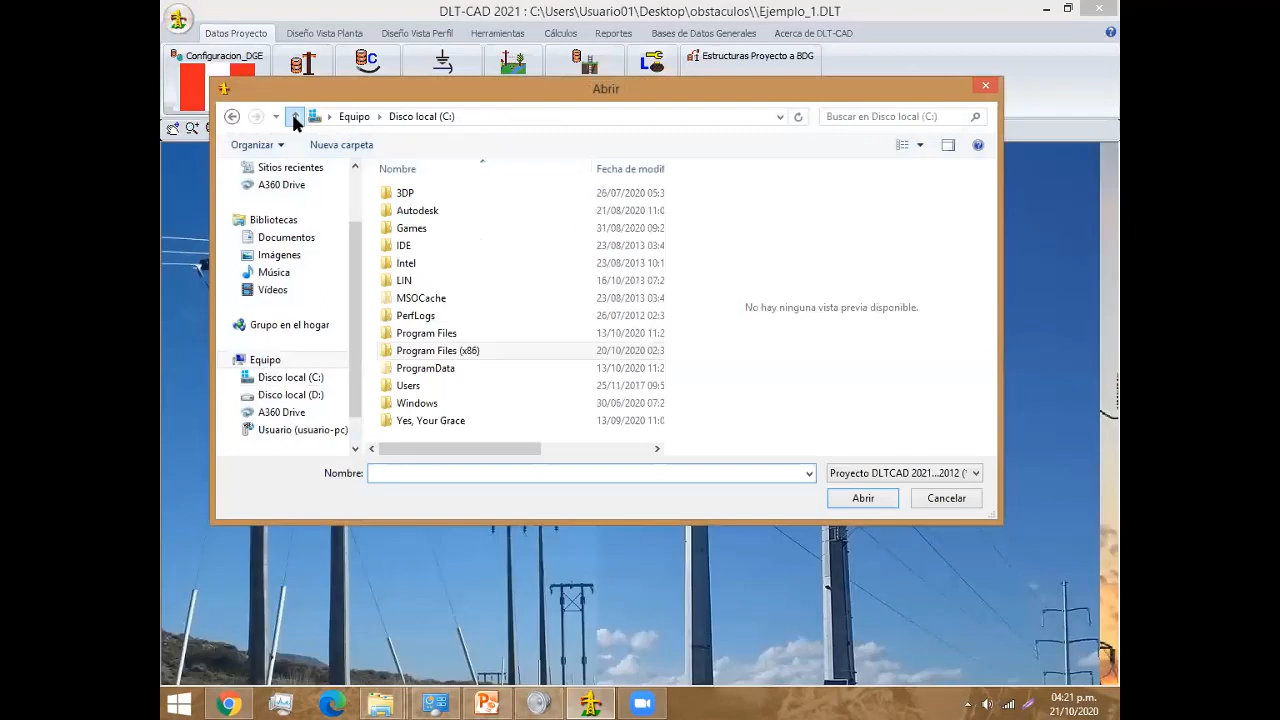 DLT-CAD 2021 : C:\Users\Usuario01\Desktop\obstaculos\\Ejemplo_1.DLT
Datos Proyecto
Diseño Vista Planta
Diseño Vista Perfil
Herramientas
Cálculos
Reportes
Bases de Datos Generales
Acerca de DLT-CAD
Configuracion_DGE
Estructuras Proyecto a BDG
Abrir
Equipo
Disco local (C:)
Buscar en Disco local (C:)
Organizar
Nueva carpeta
Nombre
Fecha de modif
Sitios recientes
A360 Drive
Bibliotecas
Documentos
Imágenes
Música
Vídeos
Grupo en el hogar
Equipo
Disco local (C:)
Disco local (D:)
A360 Drive
Usuario (usuario-pc)
3DP 26/07/2020 05:3
Autodesk 21/08/2020 11:0
Games 31/08/2020 09:2
IDE 23/08/2013 03:4
Intel 23/08/2013 10:1
LIN 16/10/2013 07:2
MSOCache 23/08/2013 03:4
PerfLogs 26/07/2012 02:3
Program Files 13/10/2020 11:2
Program Files (x86) 20/10/2020 02:3
ProgramData 13/10/2020 11:2
Users 25/11/2017 09:5
Windows 30/06/2020 07:2
Yes, Your Grace 13/09/2020 11:0
No hay ninguna vista previa disponible.
Nombre:
Proyecto DLTCAD 2021...2012 (
Abrir
Cancelar
04:21 p.m.
21/10/2020